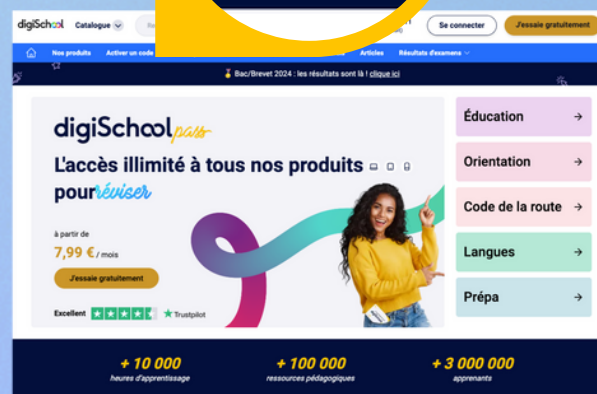 digiSchool Catalogue
Se connecter
J'essaie gratuitement
Nos produits Activer un code
Articles Résultats d'examens
Bac/Brevet 2024 : les résultats sont là ! clique ici
digiSchool pass
L'accès illimité à tous nos produits
pour réviser
à partir de
7,99 € / mois
J'essaie gratuitement
Excellent Trustpilot
Éducation →
Orientation →
Code de la route →
Langues →
Prépa →
+ 10 000
heures d'apprentissage
+ 100 000
ressources pédagogiques
+ 3 000 000
apprenants